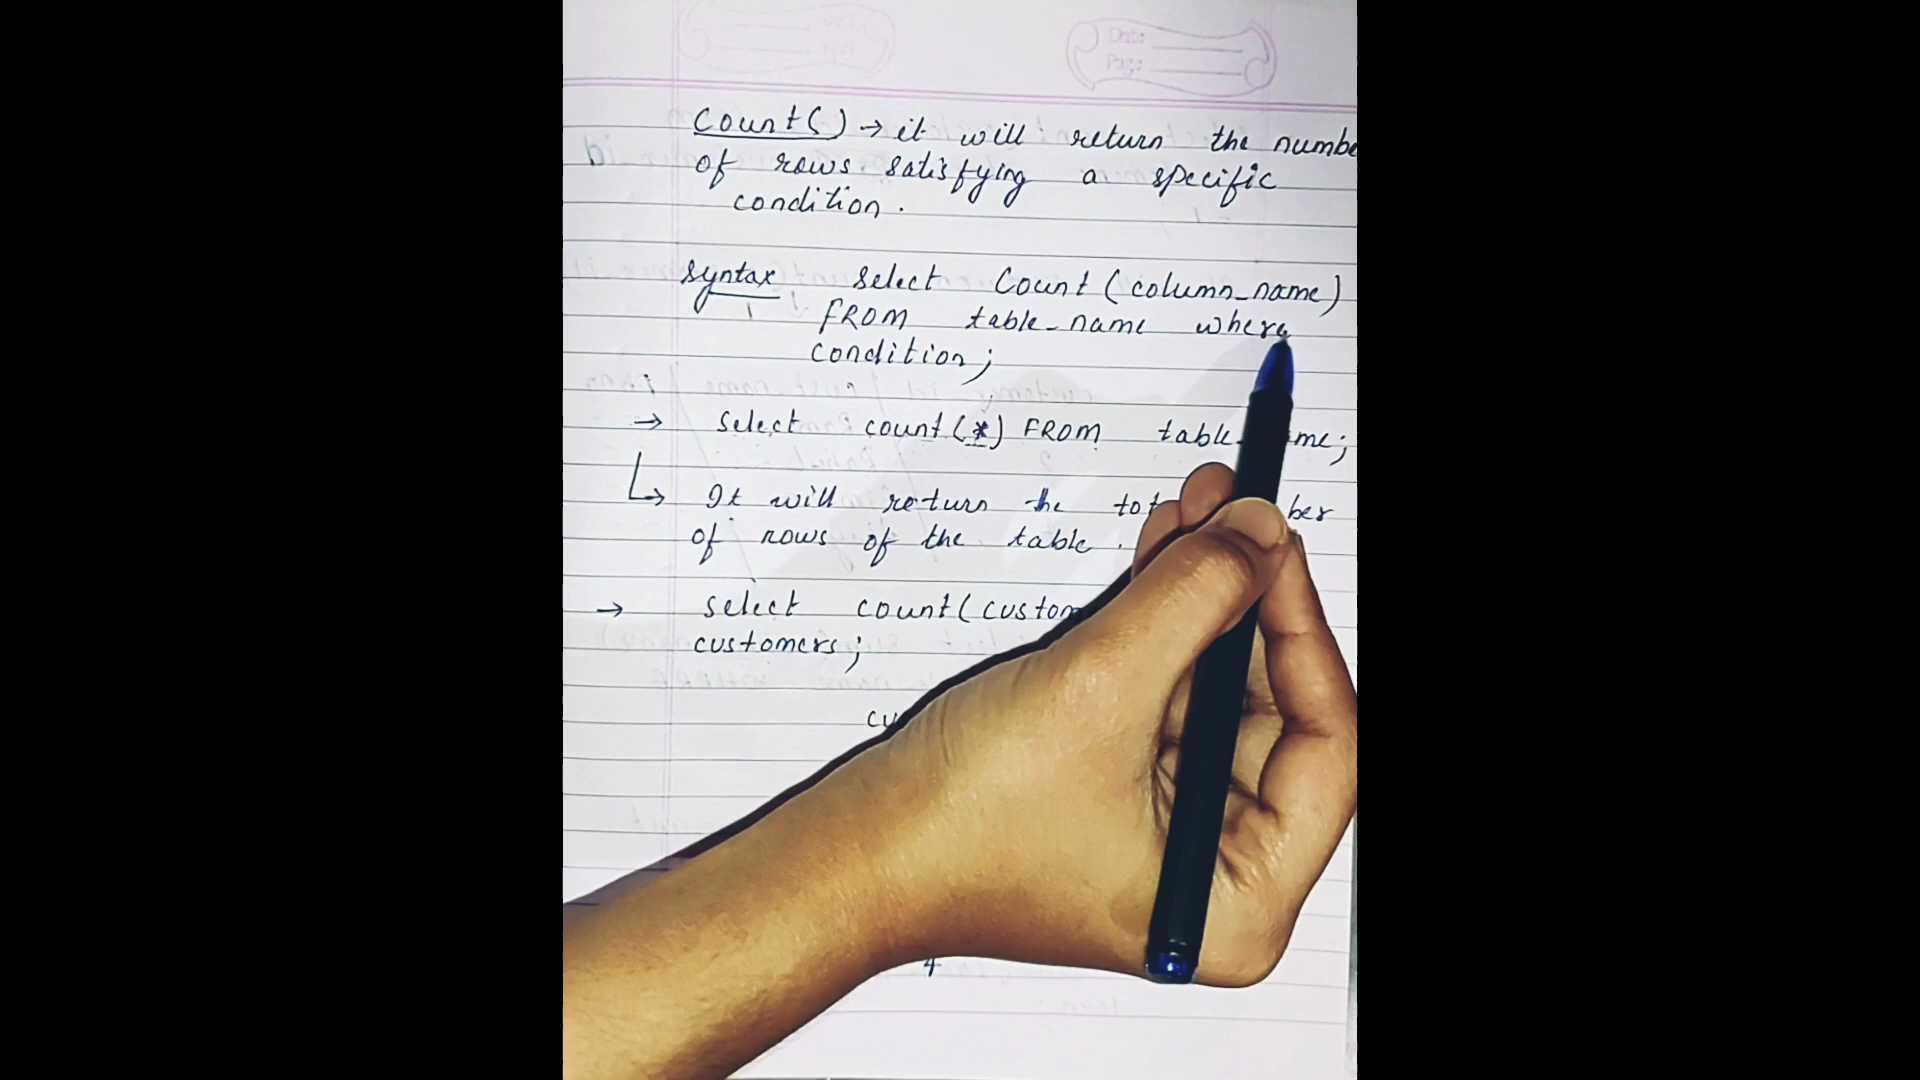 Date
Page
Count() → it will return the numbe
of rows satisfying a specific
condition.
syntax select Count (column_name)
FROM table_name where
condition;
→ select count(*) FROM table me;
↳ It will return the tot ber
of rows of the table.
→ select count(custom
customers;
cu
4